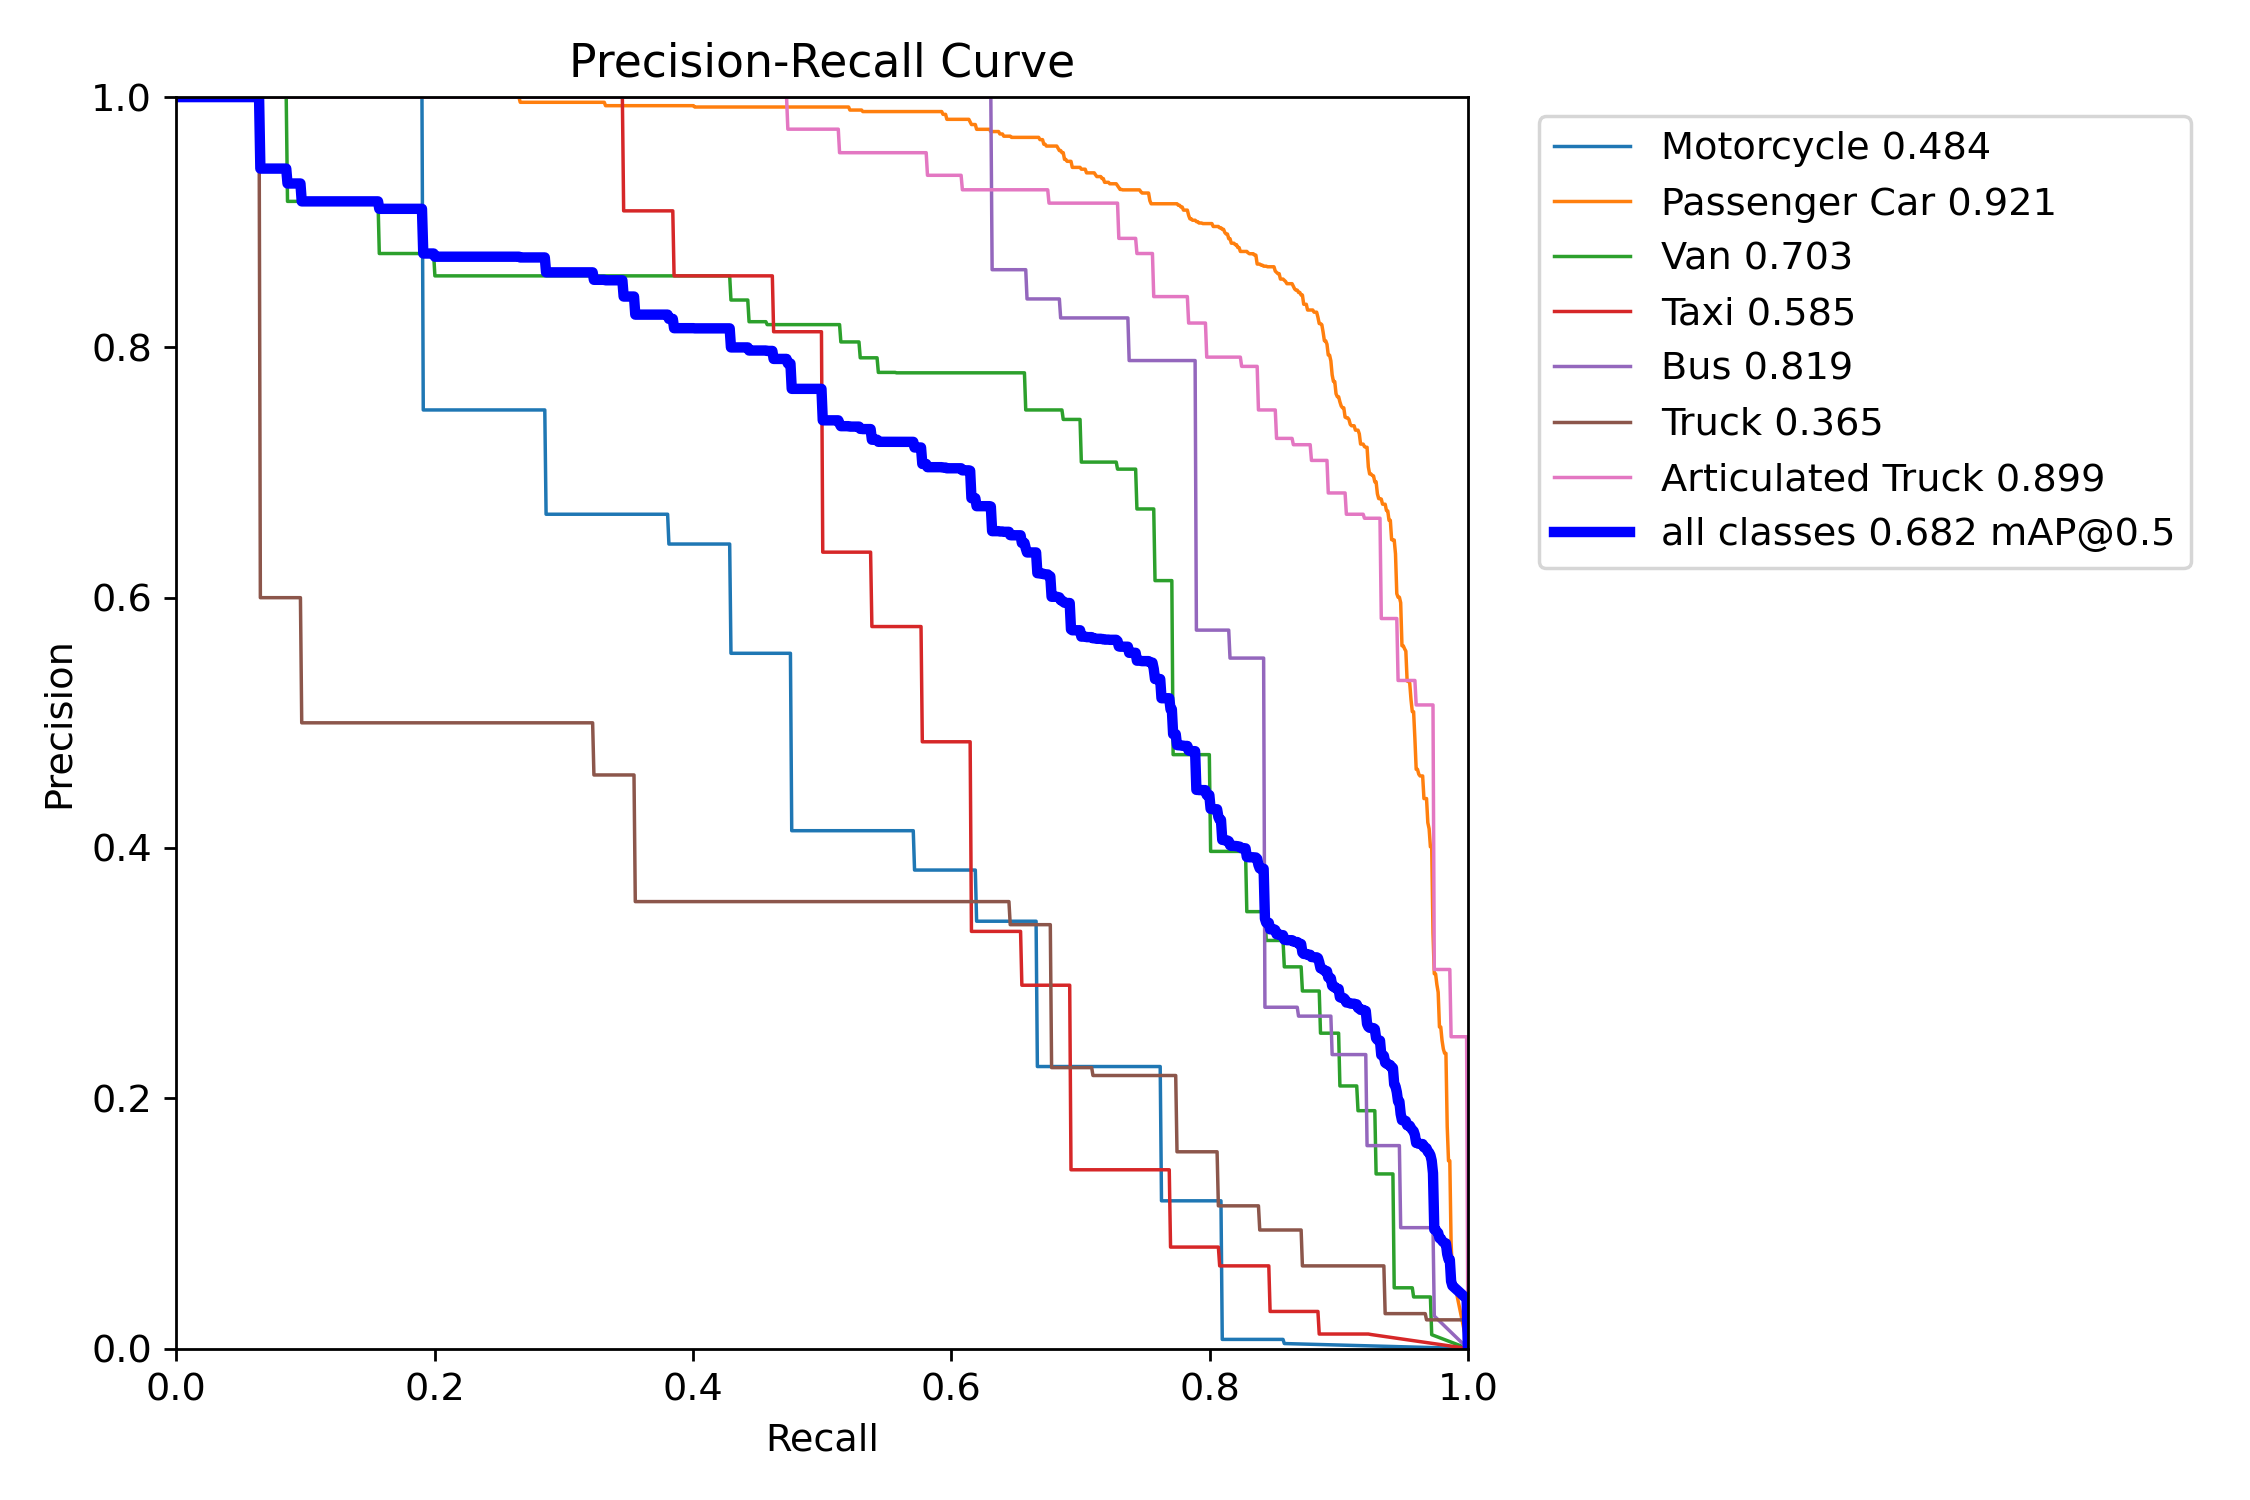 Precision-Recall Curve
1.0
0.8
0.6
0.4
0.2
0.0
Precision
0.0 0.2 0.4 0.6 0.8 1.0
Recall
Motorcycle 0.484
Passenger Car 0.921
Van 0.703
Taxi 0.585
Bus 0.819
Truck 0.365
Articulated Truck 0.899
all classes 0.682 mAP@0.5